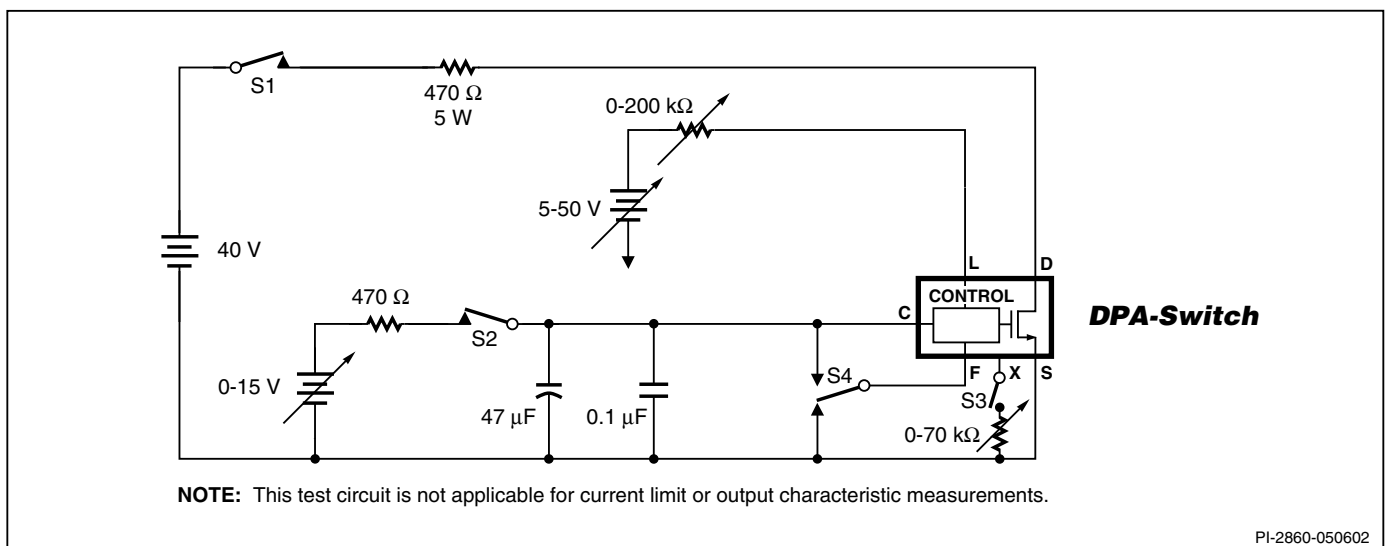 S1
470 Ω
5 W
0-200 kΩ
5-50 V
40 V
L
D
CONTROL
C
DPA-Switch
470 Ω
S2
F
X
S
S4
S3
0-15 V
47 µF
0.1 µF
0-70 kΩ
NOTE: This test circuit is not applicable for current limit or output characteristic measurements.
PI-2860-050602